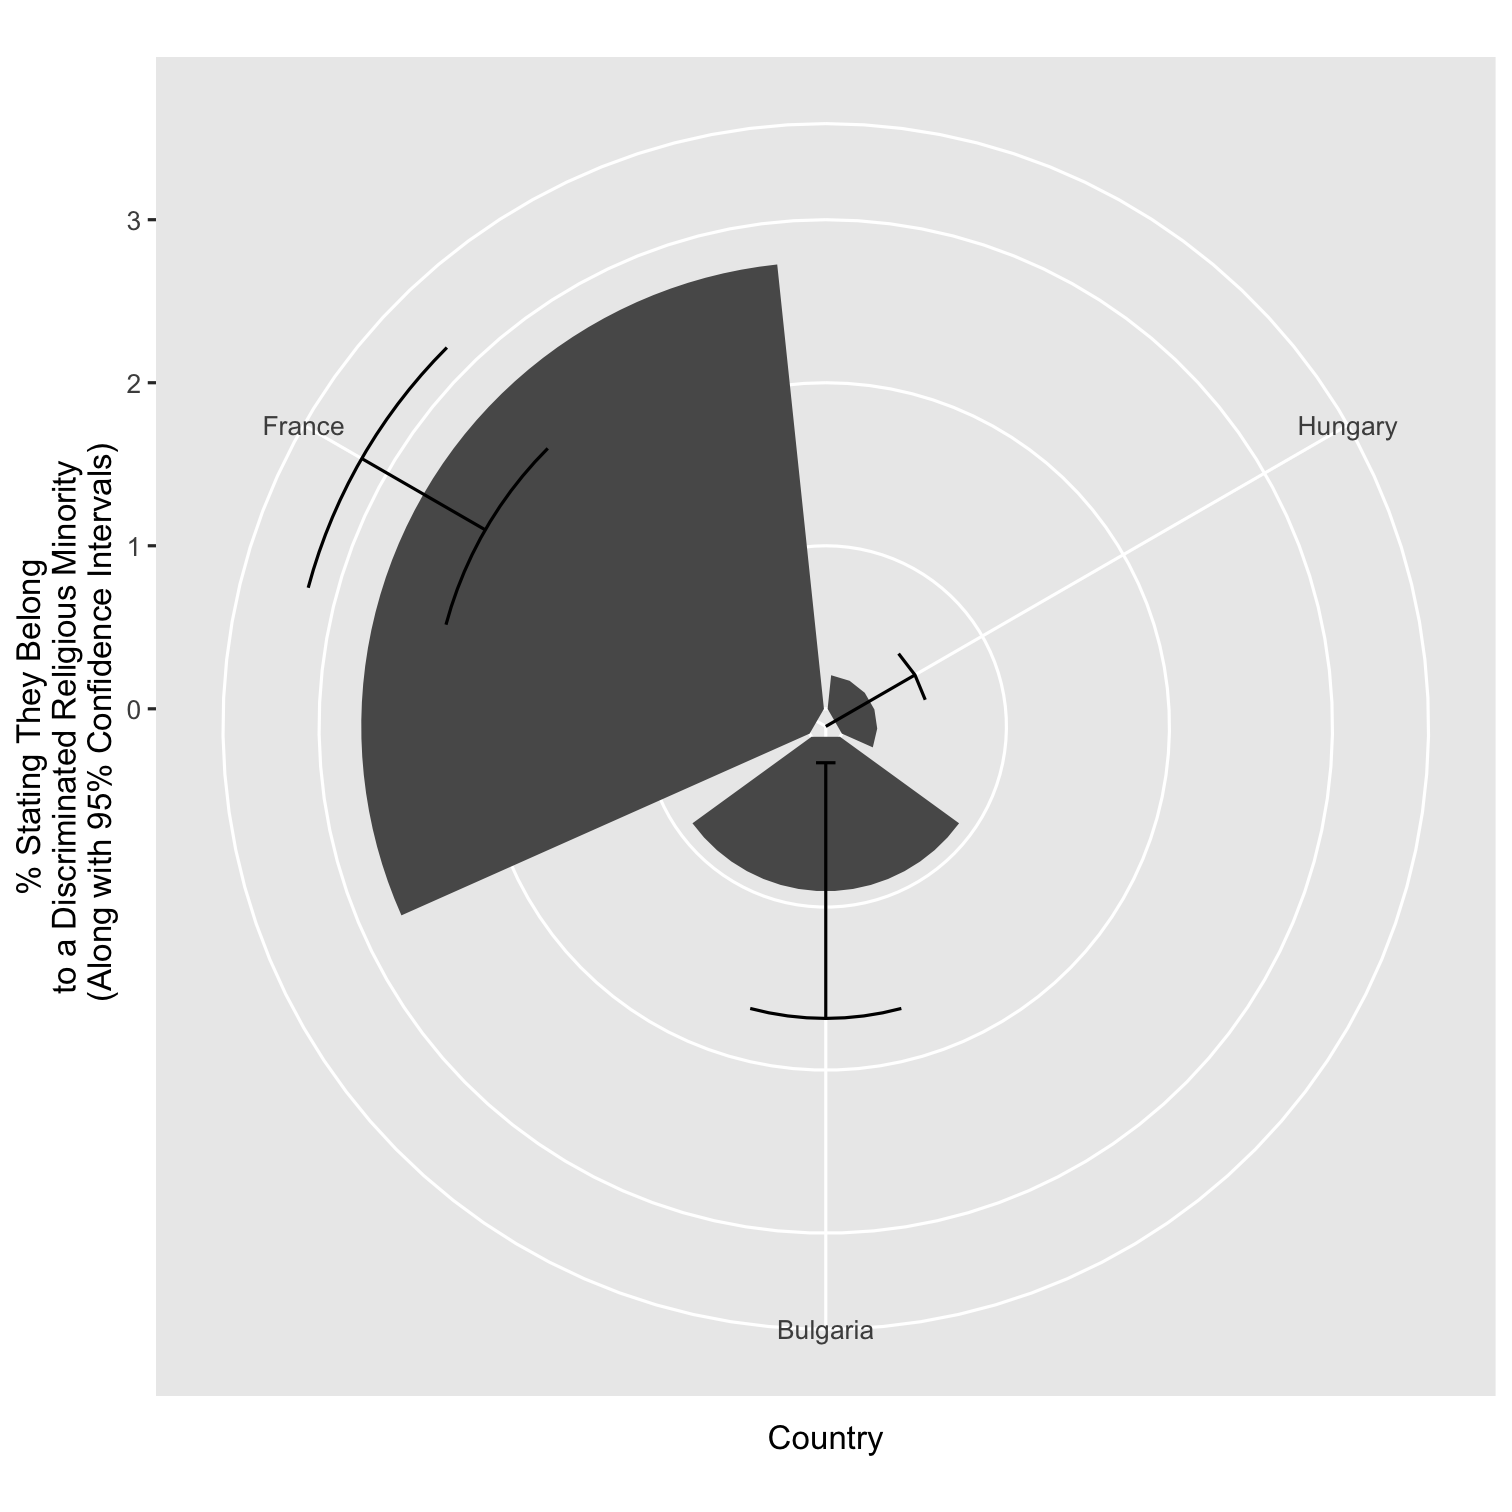 % Stating They Belong
to a Discriminated Religious Minority
(Along with 95% Confidence Intervals)
3
2
1
0
France
Hungary
Bulgaria
Country